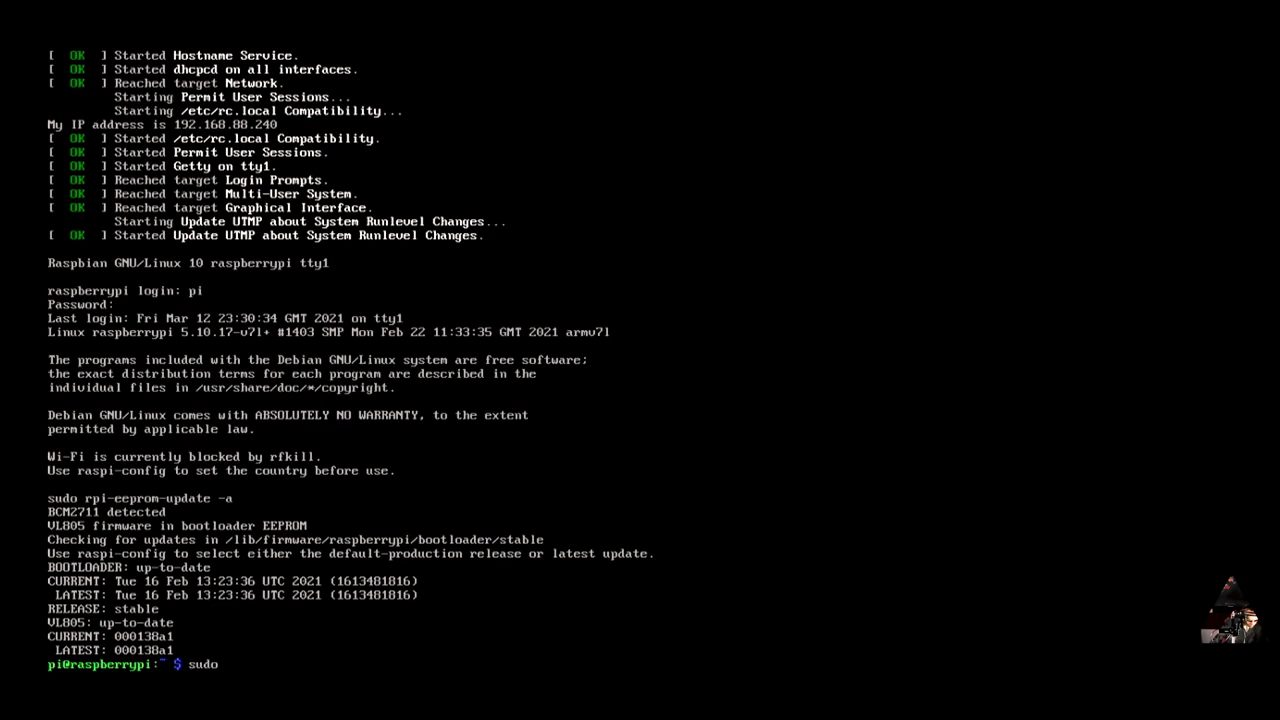 [  OK  ] Started Hostname Service.
[  OK  ] Started dhcpcd on all interfaces.
[  OK  ] Reached target Network.
Starting Permit User Sessions...
Starting /etc/rc.local Compatibility...
My IP address is 192.168.88.240
[  OK  ] Started /etc/rc.local Compatibility.
[  OK  ] Started Permit User Sessions.
[  OK  ] Started Getty on tty1.
[  OK  ] Reached target Login Prompts.
[  OK  ] Reached target Multi-User System.
[  OK  ] Reached target Graphical Interface.
Starting Update UTMP about System Runlevel Changes...
[  OK  ] Started Update UTMP about System Runlevel Changes.
Raspbian GNU/Linux 10 raspberrypi tty1
raspberrypi login: pi
Password:
Last login: Fri Mar 12 23:30:34 GMT 2021 on tty1
Linux raspberrypi 5.10.17-v7l+ #1403 SMP Mon Feb 22 11:33:35 GMT 2021 armv7l
The programs included with the Debian GNU/Linux system are free software;
the exact distribution terms for each program are described in the
individual files in /usr/share/doc/*/copyright.
Debian GNU/Linux comes with ABSOLUTELY NO WARRANTY, to the extent
permitted by applicable law.
Wi-Fi is currently blocked by rfkill.
Use raspi-config to set the country before use.
sudo rpi-eeprom-update -a
BCM2711 detected
VL805 firmware in bootloader EEPROM
Checking for updates in /lib/firmware/raspberrypi/bootloader/stable
Use raspi-config to select either the default-production release or latest update.
BOOTLOADER: up-to-date
CURRENT: Tue 16 Feb 13:23:36 UTC 2021 (1613481816)
LATEST: Tue 16 Feb 13:23:36 UTC 2021 (1613481816)
RELEASE: stable
VL805: up-to-date
CURRENT: 000138a1
LATEST: 000138a1
pi@raspberrypi:~ $ sudo